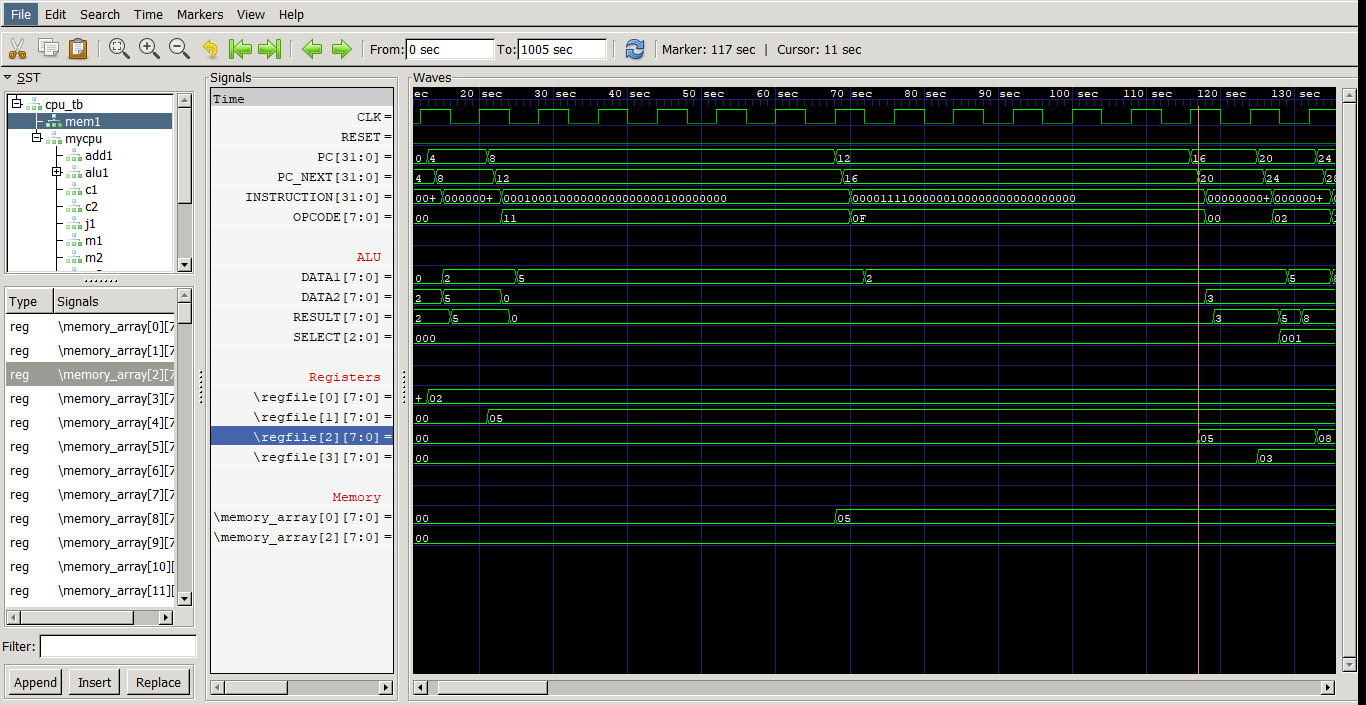 File Edit Search Time Markers View Help
From: 0 sec To: 1005 sec Marker: 117 sec | Cursor: 11 sec
SST
cpu_tb
mem1
mycpu
add1
alu1
c1
c2
j1
m1
m2
Type Signals
reg \memory_array[0][7
reg \memory_array[1][7
reg \memory_array[2][7
reg \memory_array[3][7
reg \memory_array[4][7
reg \memory_array[5][7
reg \memory_array[6][7
reg \memory_array[7][7
reg \memory_array[8][7
reg \memory_array[9][7
reg \memory_array[10][
reg \memory_array[11][
Filter:
Append Insert Replace
Signals
Time
CLK =
RESET =
PC[31:0] =
PC_NEXT[31:0] =
INSTRUCTION[31:0] =
OPCODE[7:0] =
ALU
DATA1[7:0] =
DATA2[7:0] =
RESULT[7:0] =
SELECT[2:0] =
Registers
\regfile[0][7:0] =
\regfile[1][7:0] =
\regfile[2][7:0] =
\regfile[3][7:0] =
Memory
\memory_array[0][7:0] =
\memory_array[2][7:0] =
Waves
ec 20 sec 30 sec 40 sec 50 sec 60 sec 70 sec 80 sec 90 sec 100 sec 110 sec 120 sec 130 sec
0 4 8 12 16 20 24
4 8 12 16 20 24 28
00+ 000000+ 00010001000000000000000100000000 00001111000000100000000000000000 00000000+ 000000+
00 11 0F 00 02
0 2 5 2 5
2 5 0 3
2 5 0 3 5 8
000 001
+ 02
00 05
00 05 08
00 03
00 05
00